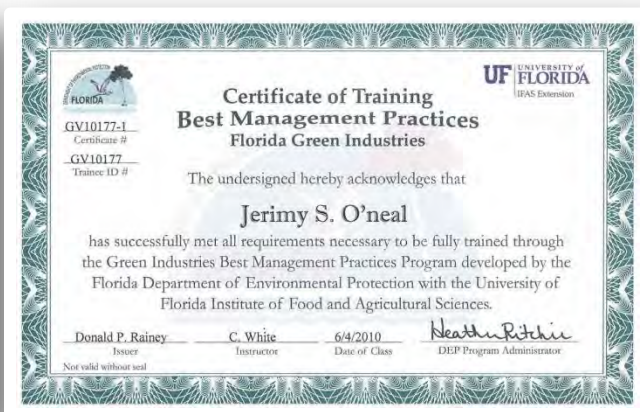 FLORIDA
UF UNIVERSITY of
FLORIDA
IFAS Extension
Certificate of Training
Best Management Practices
Florida Green Industries
GV10177-1
Certificate #
GV10177
Trainee ID #
The undersigned hereby acknowledges that
Jerimy S. O'neal
has successfully met all requirements necessary to be fully trained through
the Green Industries Best Management Practices Program developed by the
Florida Department of Environmental Protection with the University of
Florida Institute of Food and Agricultural Sciences.
Donald P. Rainey
Issuer
C. White
Instructor
6/4/2010
Date of Class
Heather Ritchie
DEP Program Administrator
Not valid without seal